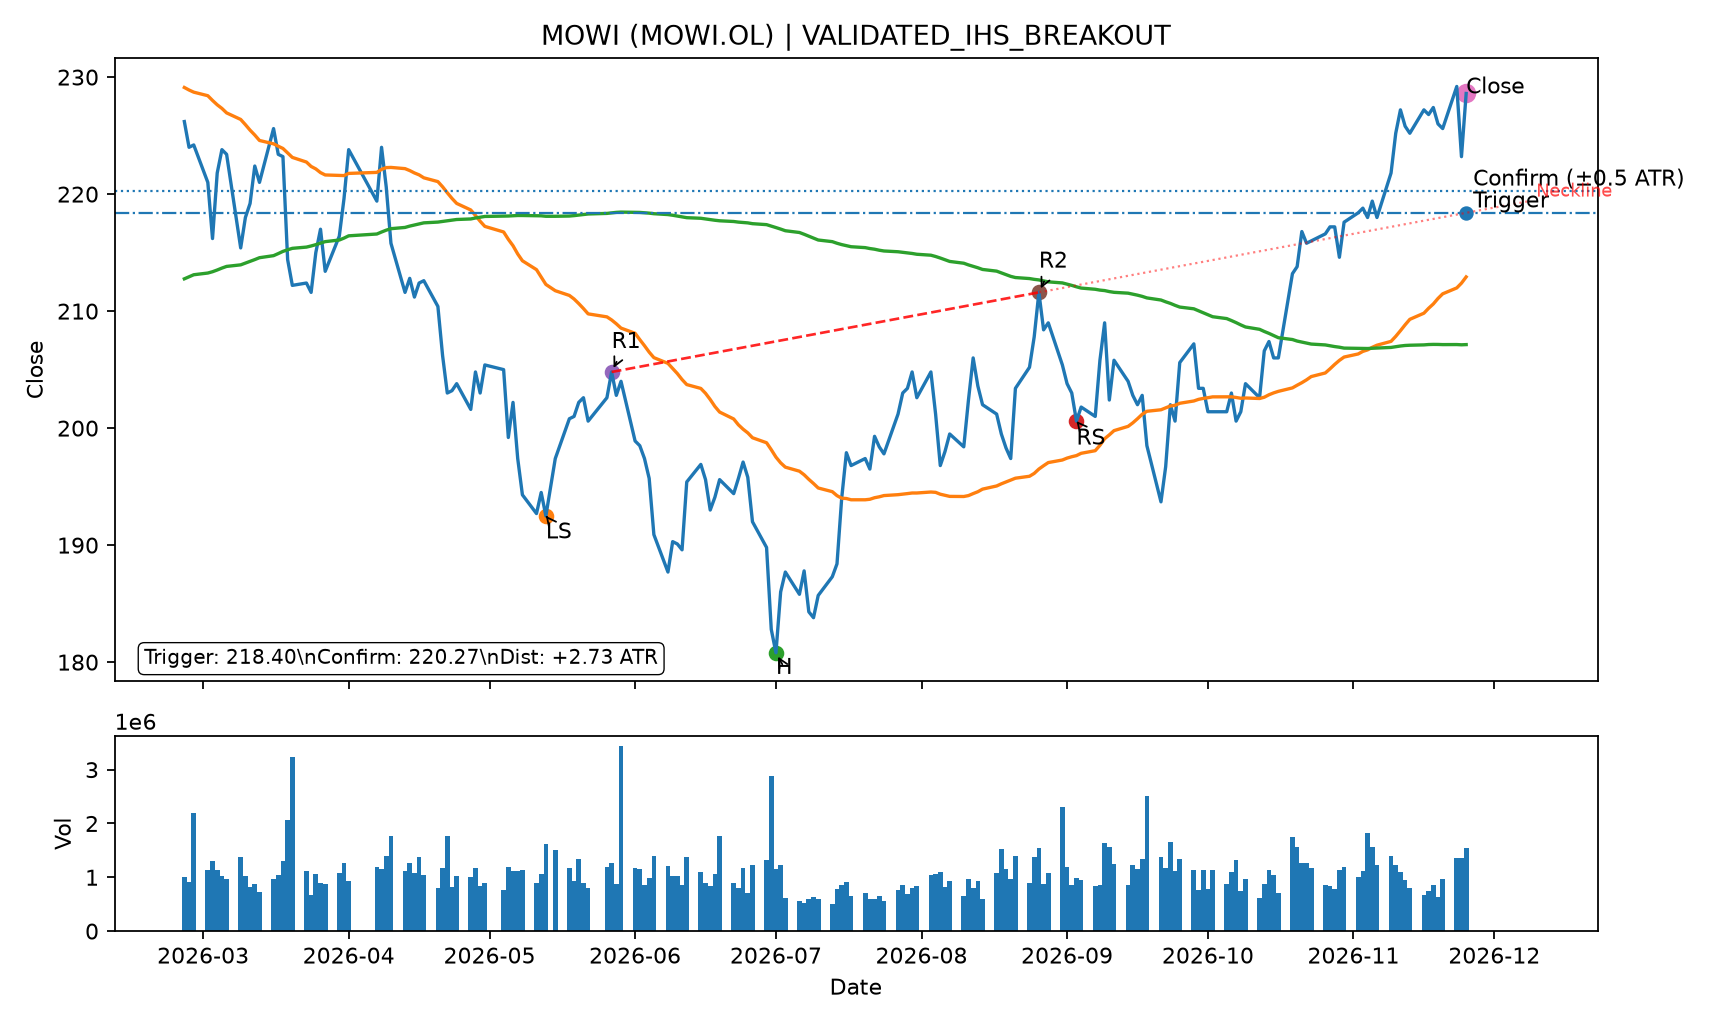 MOWI (MOWI.OL) | VALIDATED_IHS_BREAKOUT
230
220
210
200
190
180
Close
Close
Confirm (±0.5 ATR)
Neckline
Trigger
R2
R1
RS
LS
H
Trigger: 218.40\nConfirm: 220.27\nDist: +2.73 ATR
1e6
3
2
1
0
Vol
2026-03
2026-04
2026-05
2026-06
2026-07
2026-08
2026-09
2026-10
2026-11
2026-12
Date